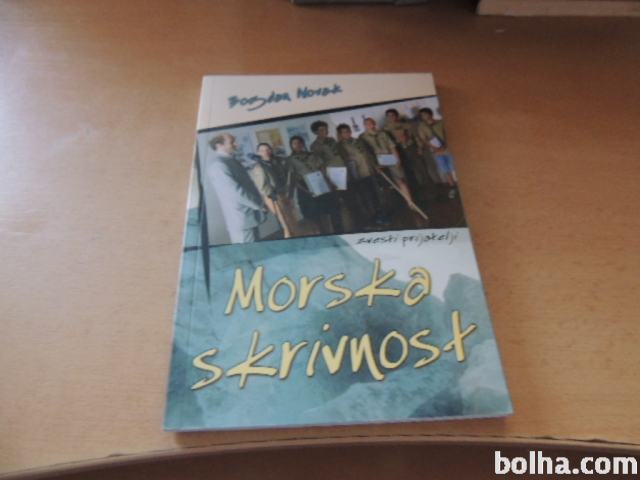 Bogdan Novak
zvesti prijatelji
Morska
skrivnost
bolha.com